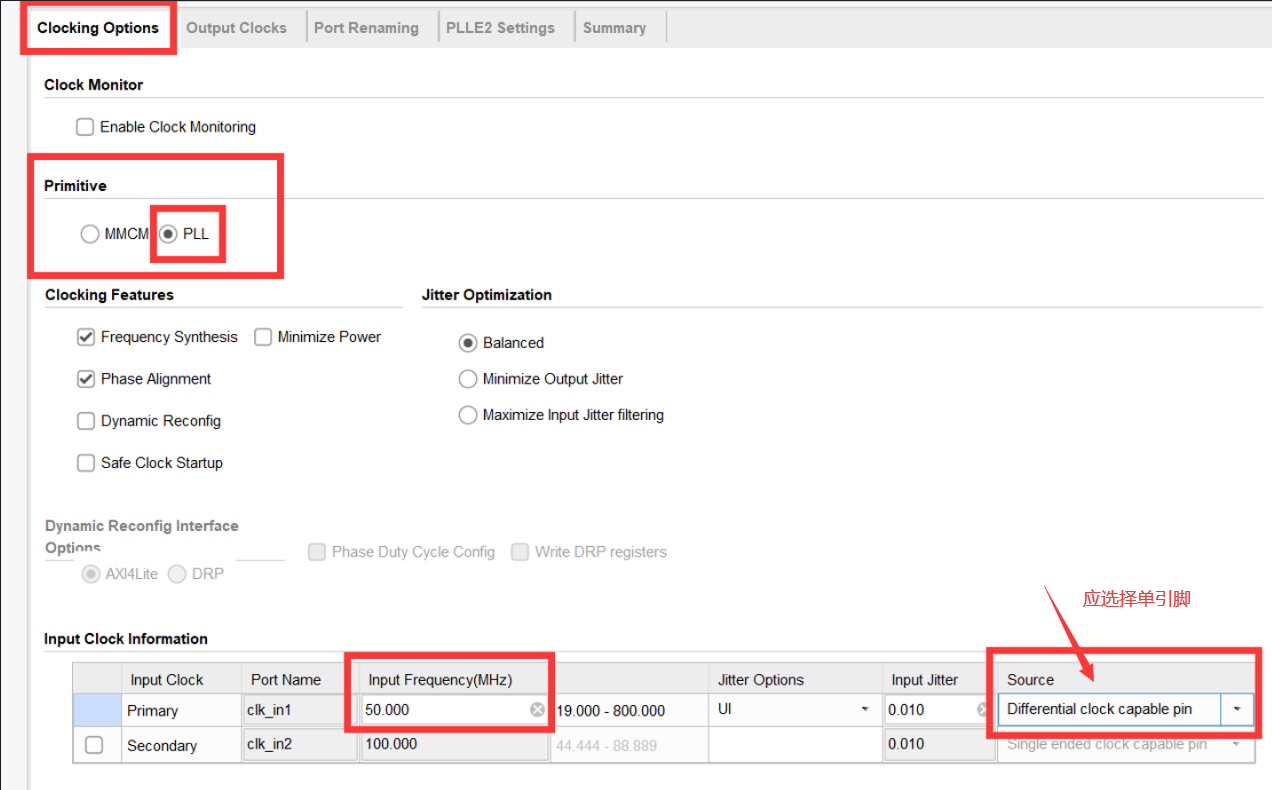 Clocking Options Output Clocks Port Renaming PLLE2 Settings Summary
Clock Monitor
Enable Clock Monitoring
Primitive
MMCM PLL
Clocking Features Jitter Optimization
Frequency Synthesis Minimize Power Balanced
Phase Alignment Minimize Output Jitter
Dynamic Reconfig Maximize Input Jitter filtering
Safe Clock Startup
Dynamic Reconfig Interface
Options Phase Duty Cycle Config Write DRP registers
AXI4Lite DRP
应选择单引脚
Input Clock Information
Input Clock Port Name Input Frequency(MHz) Jitter Options Input Jitter Source
Primary clk_in1 50.000 19.000 - 800.000 UI 0.010 Differential clock capable pin
Secondary clk_in2 100.000 44.444 - 88.889 0.010 Single ended clock capable pin